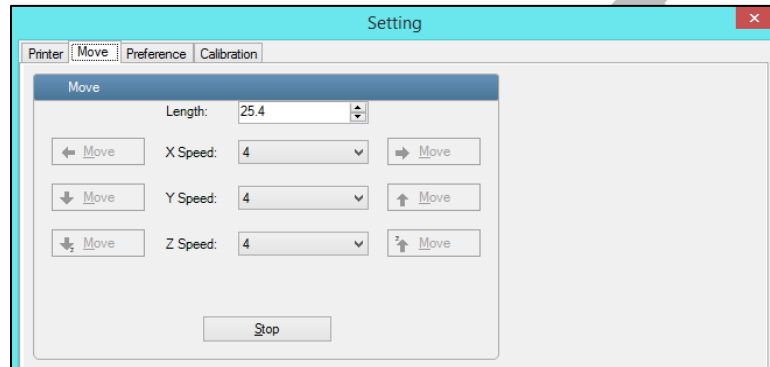 Setting
Printer Move Preference Calibration
Move
Length: 25.4
Move X Speed: 4 Move
Move Y Speed: 4 Move
z Move Z Speed: 4 z Move
Stop